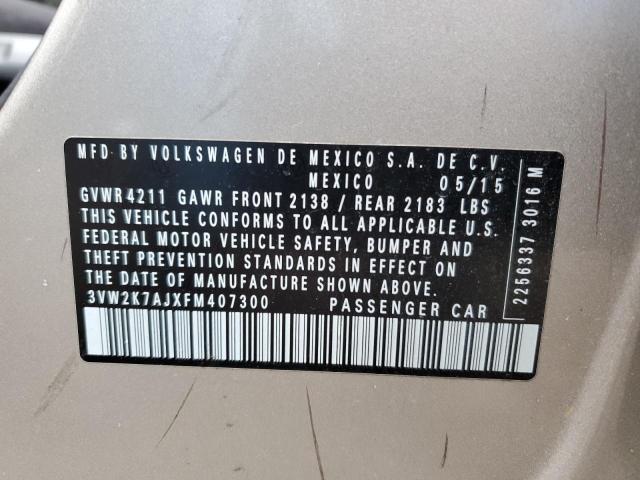 MFD BY VOLKSWAGEN DE MEXICO S.A. DE C.V.
MEXICO 05/15
GVWR 4211 GAWR FRONT 2138 / REAR 2183 LBS
THIS VEHICLE CONFORMS TO ALL APPLICABLE U.S.
FEDERAL MOTOR VEHICLE SAFETY, BUMPER AND
THEFT PREVENTION STANDARDS IN EFFECT ON
THE DATE OF MANUFACTURE SHOWN ABOVE.
3VW2K7AJXFM407300 PASSENGER CAR
2256337 3016 M